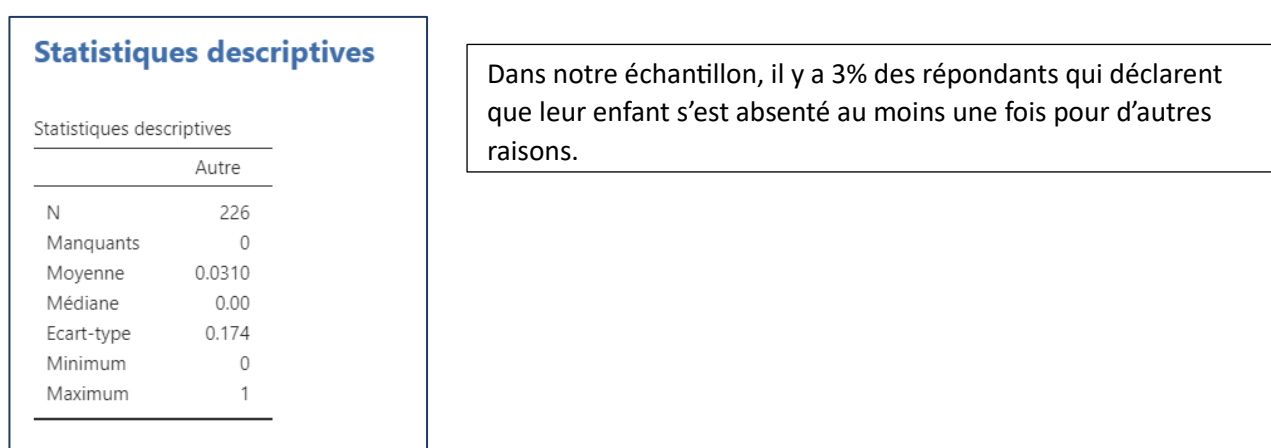 Statistiques descriptives
Statistiques descriptives
Autre
N 226
Manquants 0
Moyenne 0.0310
Médiane 0.00
Ecart-type 0.174
Minimum 0
Maximum 1
Dans notre échantillon, il y a 3% des répondants qui déclarent
que leur enfant s’est absenté au moins une fois pour d’autres
raisons.